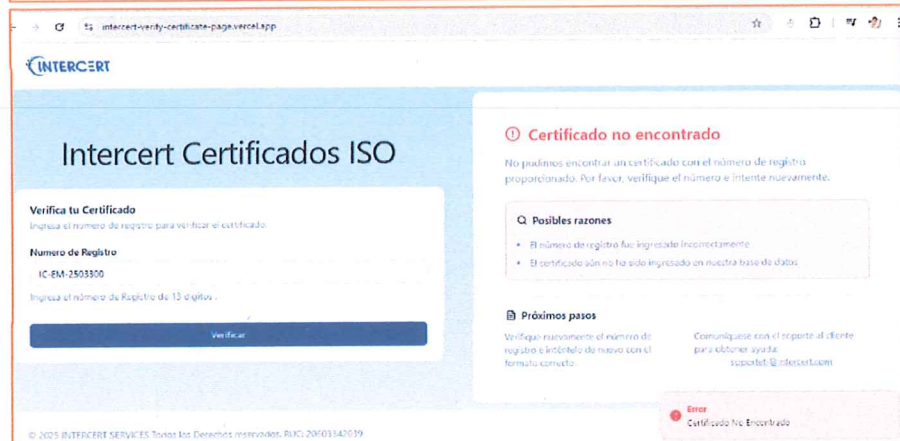 intercert-verify-certificate-page.vercel.app
INTERCERT
Intercert Certificados ISO
Verifica tu Certificado
Ingresa el numero de registro para verificar el certificado.
Numero de Registro
IC-EM-2503300
Ingresa el número de Registro de 13 digitos .
Verificar
Certificado no encontrado
No pudimos encontrar un certificado con el número de registro
proporcionado. Por favor, verifique el número e intente nuevamente.
Posibles razones
El número de registro fue ingresado incorrectamente
El certificado aún no ha sido ingresado en nuestra base de datos
Próximos pasos
Verifique nuevamente el número de
registro e inténtelo de nuevo con el
formato correcto.
Comuníquese con el soporte al cliente
para obtener ayuda:
Error
Certificado No Encontrado
© 2025 INTERCERT SERVICES Todos los Derechos reservados. RUC: 20603342039